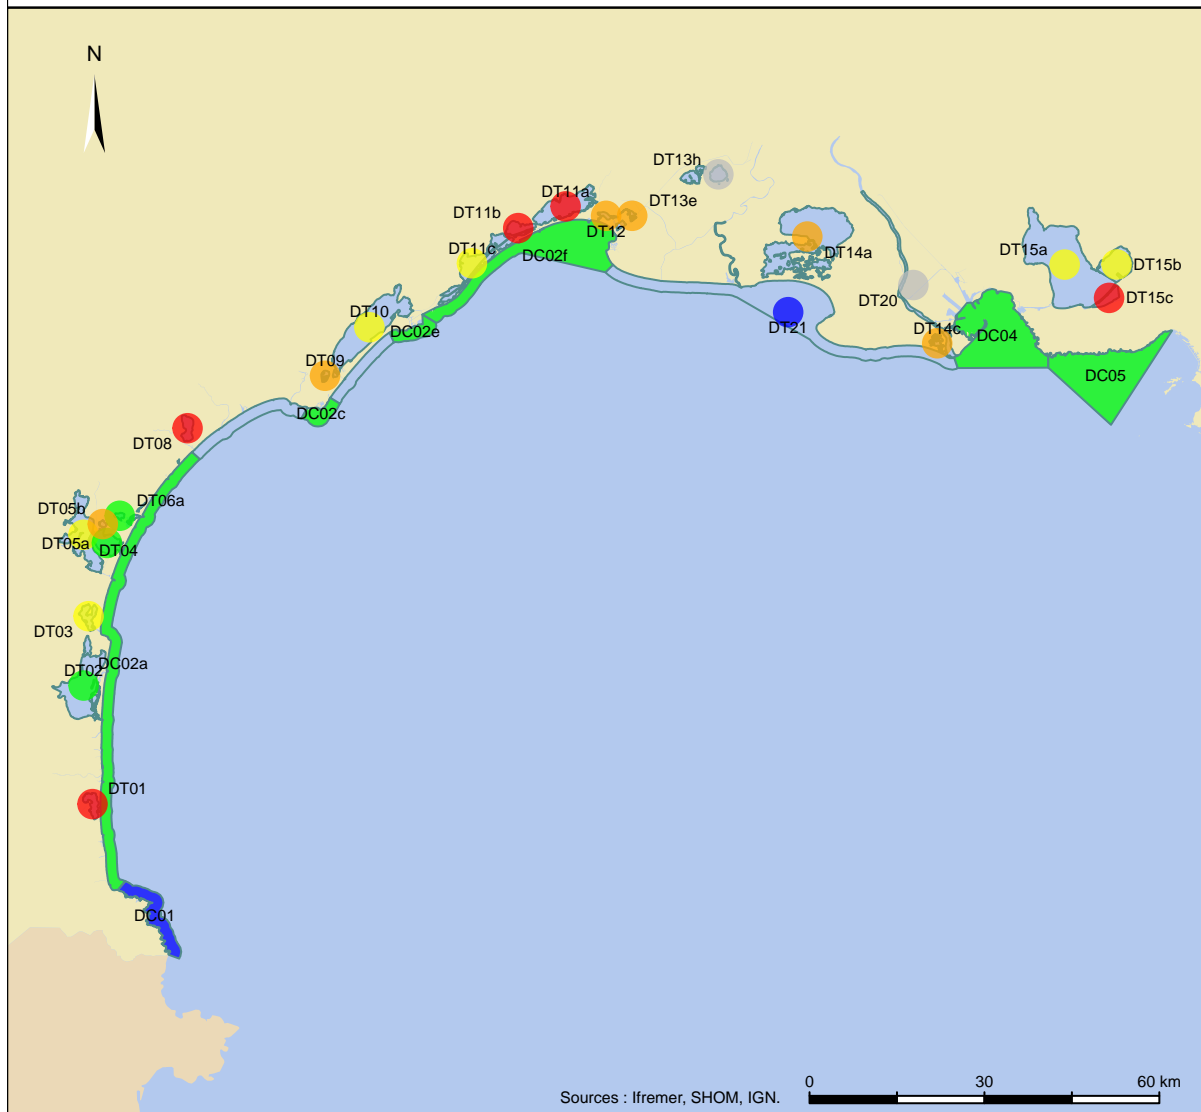 N
DT13h
DT11a
DT13e
DT11b
DT12
DT11c
DC02f
DT14a
DT15a
DT15b
DT10
DT20
DT15c
DC02e
DT21
DT14c
DC04
DT09
DC05
DC02c
DT08
DT06a
DT05b
DT05a
DT04
DT03
DC02a
DT02
DT01
DC01
0 30 60 km
Sources : Ifremer, SHOM, IGN.